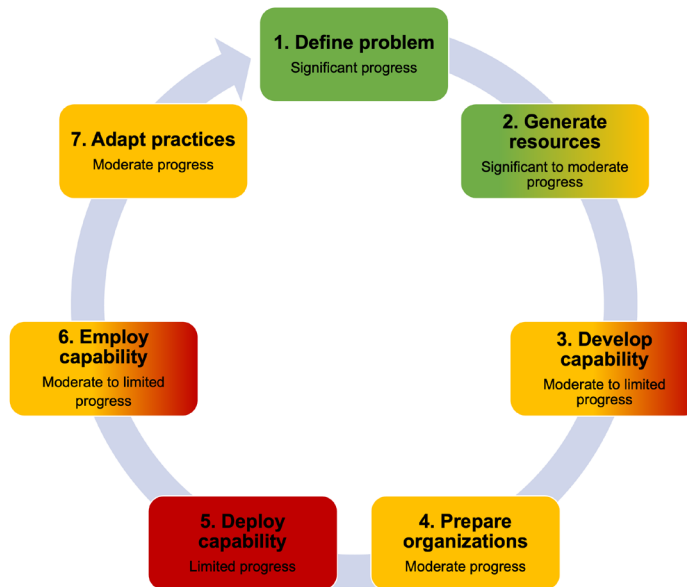 1. Define problem
Significant progress
2. Generate
resources
Significant to moderate
progress
3. Develop
capability
Moderate to limited
progress
4. Prepare
organizations
Moderate progress
5. Deploy
capability
Limited progress
6. Employ
capability
Moderate to limited
progress
7. Adapt practices
Moderate progress